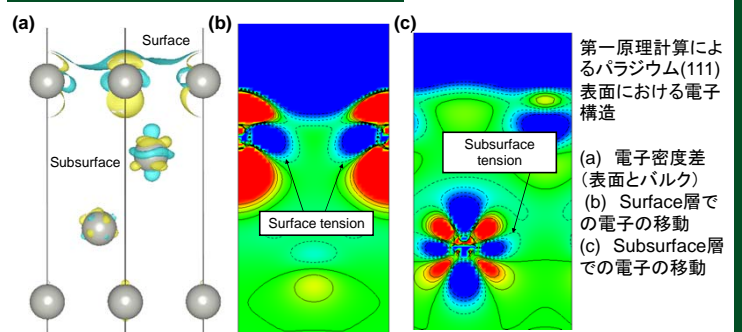 (a)
Surface
Subsurface
(b)
Surface tension
(c)
Subsurface
tension
第一原理計算によ
るパラジウム(111)
表面における電子
構造
(a) 電子密度差
(表面とバルク)
(b) Surface層で
の電子の移動
(c) Subsurface層
での電子の移動